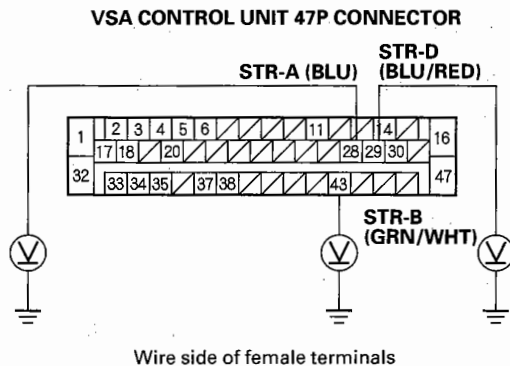 VSA CONTROL UNIT 47P CONNECTOR
STR-D
STR-A (BLU) (BLU/RED)
1 2 3 4 5 6 11 14 16
17 18 20 28 29 30
32 33 34 35 37 38 43 47
STR-B
(GRN/WHT)
V V V
Wire side of female terminals